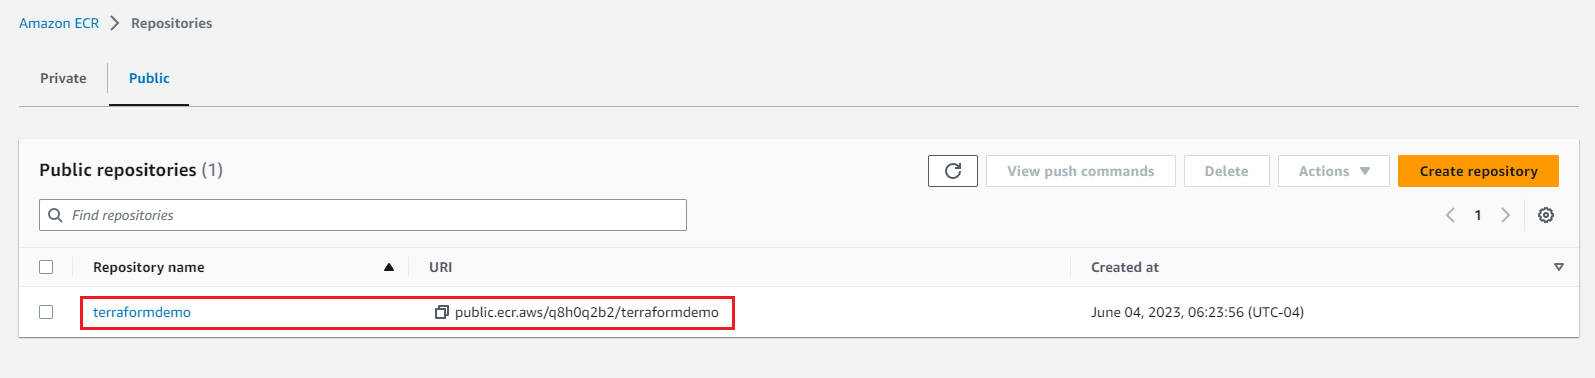 Amazon ECR > Repositories
Private Public
Public repositories (1) View push commands Delete Actions Create repository
Find repositories 1
Repository name URI Created at
terraformdemo public.ecr.aws/q8h0q2b2/terraformdemo June 04, 2023, 06:23:56 (UTC-04)